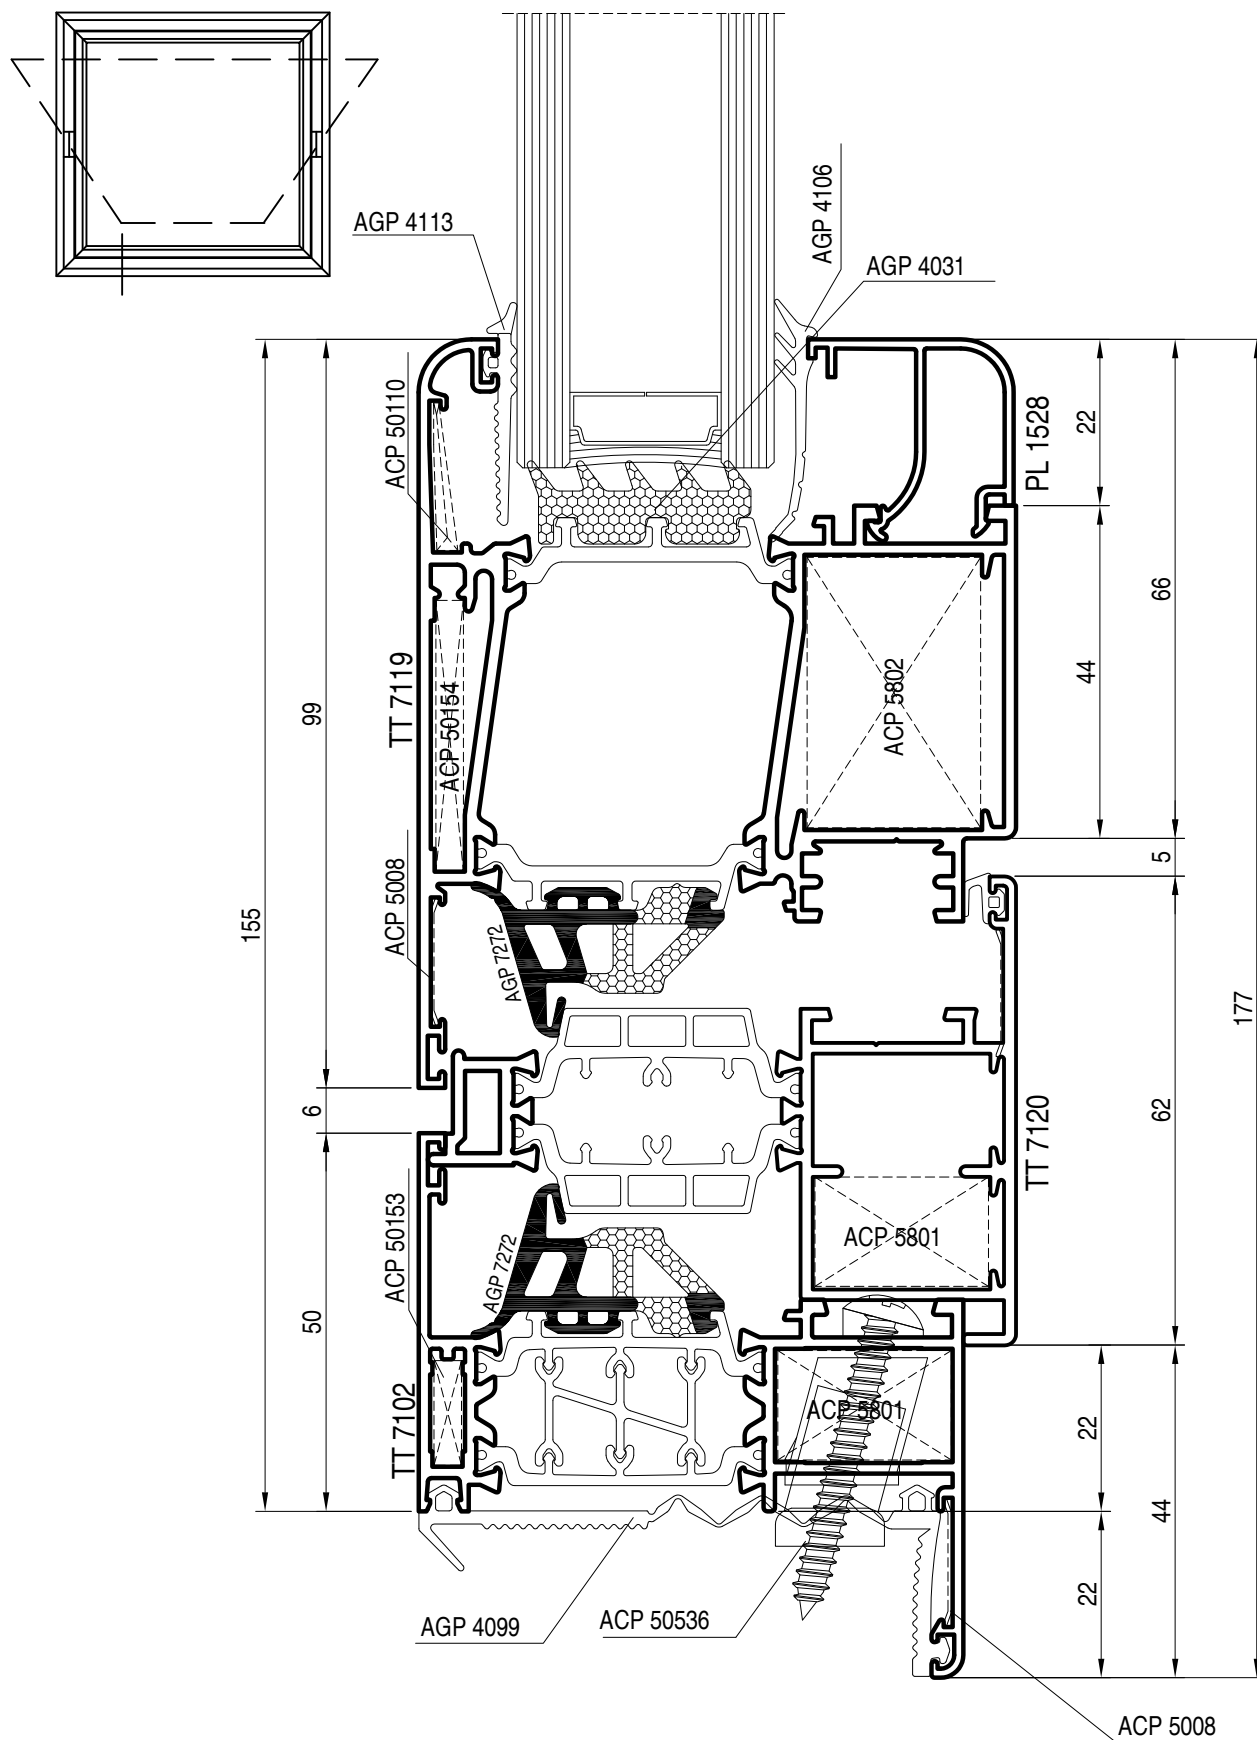 AGP 4113
AGP 4106
AGP 4031
ACP 50110
PL 1528
22
66
44
TT 7119
ACP 50154
ACP 5802
99
5
ACP 5008
155
AGP 7272
177
6
TT 7120
62
ACP 50153
AGP 7272
ACP 5801
50
TT 7102
ACP 5801
22
44
22
AGP 4099
ACP 50536
ACP 5008